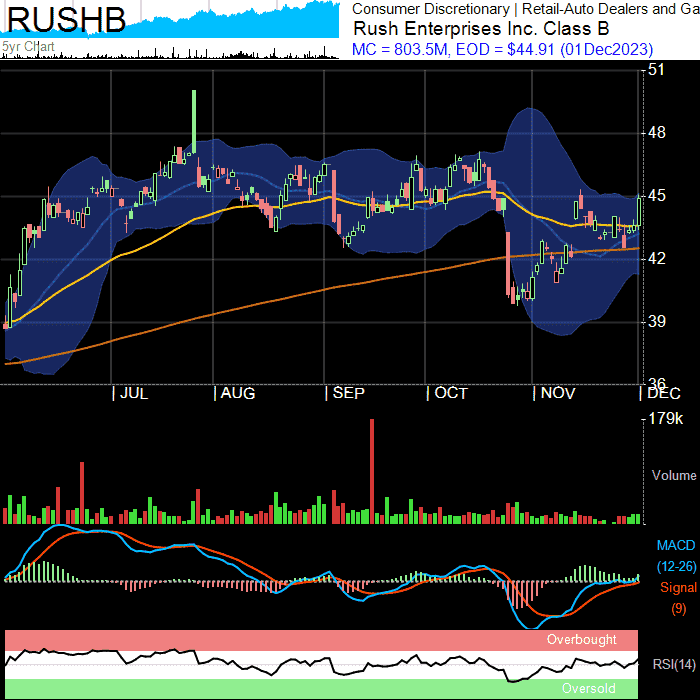 RUSHB
5yr Chart
Consumer Discretionary | Retail-Auto Dealers and Ga
Rush Enterprises Inc. Class B
MC = 803.5M, EOD = $44.91 (01Dec2023)
51
48
45
42
39
36
JUL
AUG
SEP
OCT
NOV
DEC
179k
Volume
MACD
(12-26)
Signal
(9)
Overbought
RSI(14)
Oversold